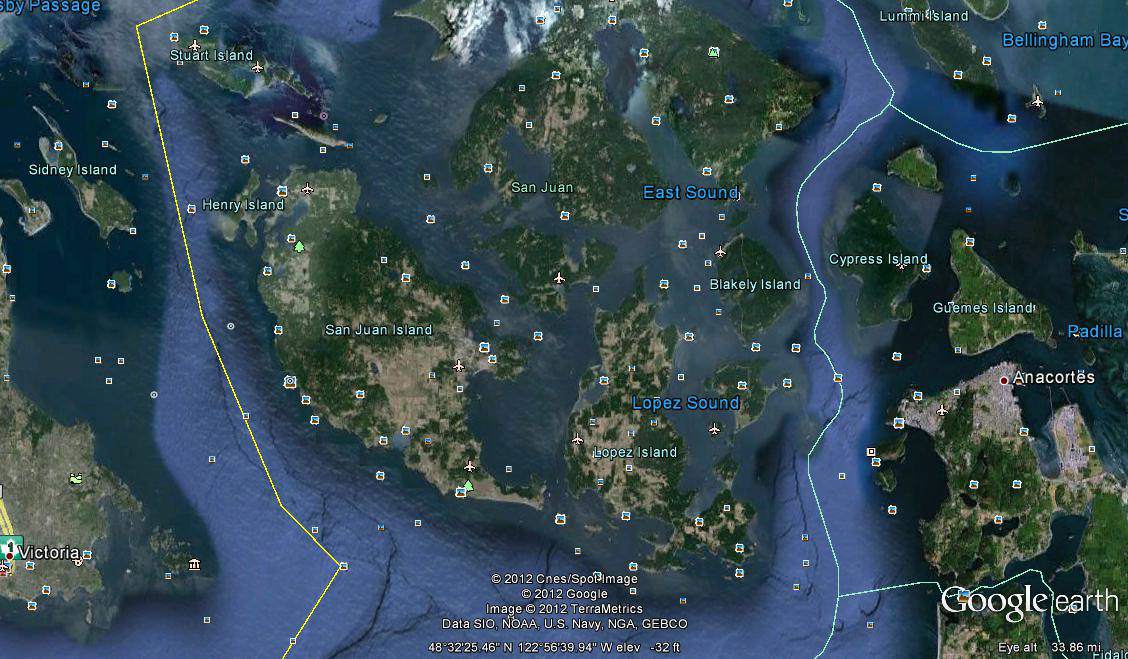 sby Passage
Lummi Island
Bellingham Bay
Stuart Island
Sidney Island
San Juan
East Sound
Henry Island
S
Cypress Island
Blakely Island
Guemes Island
San Juan Island
Padilla
Anacortes
Lopez Sound
Lopez Island
1
Victoria
© 2012 Cnes/Spot Image
© 2012 Google
Image © 2012 TerraMetrics
Data SIO, NOAA, U.S. Navy, NGA, GEBCO
Google earth
48°32'25.46" N 122°56'39.94" W elev -32 ft
Eye alt 33.86 mi
Fidalg